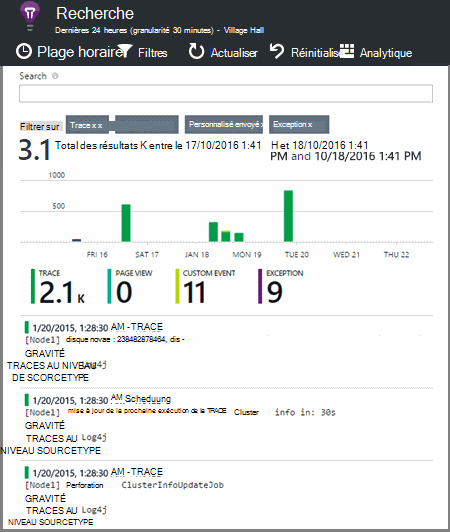 Recherche
Dernières 24 heures (granularité 30 minutes) - Village Hall
Plage horaire Filtres Actualiser Réinitialise Analytique
Search
Filtrer sur Trace x x Personnalisé envoyé x Exception x
3.1 Total des résultats K entre le 17/10/2016 1:41 H et 18/10/2016 1:41
PM and 10/18/2016 1:41 PM
1000
500
FRI 16 SAT 17 JAN 18 MON 19 TUE 20 WED 21 THU 22
TRACE PAGE VIEW CUSTOM EVENT EXCEPTION
2.1 K 0 11 9
1/20/2015, 1:28:30 AM - TRACE
[Node1] disque novae : 238482878464, dis -
GRAVITÉ
TRACES AU NIVEAU Log4j
DE SCORCETYPE
1/20/2015, 1:28:30 AM Scheduung
[Node1] mise à jour de la prochaine exécution de la TRACE Cluster info in: 30s
GRAVITÉ
TRACES AU Log4j
NIVEAU SOURCETYPE
1/20/2015, 1:28:30 AM - TRACE
[Node1] Perforation ClusterInfoUpdateJob
GRAVITÉ
TRACES AU Log4j
NIVEAU SOURCETYPE